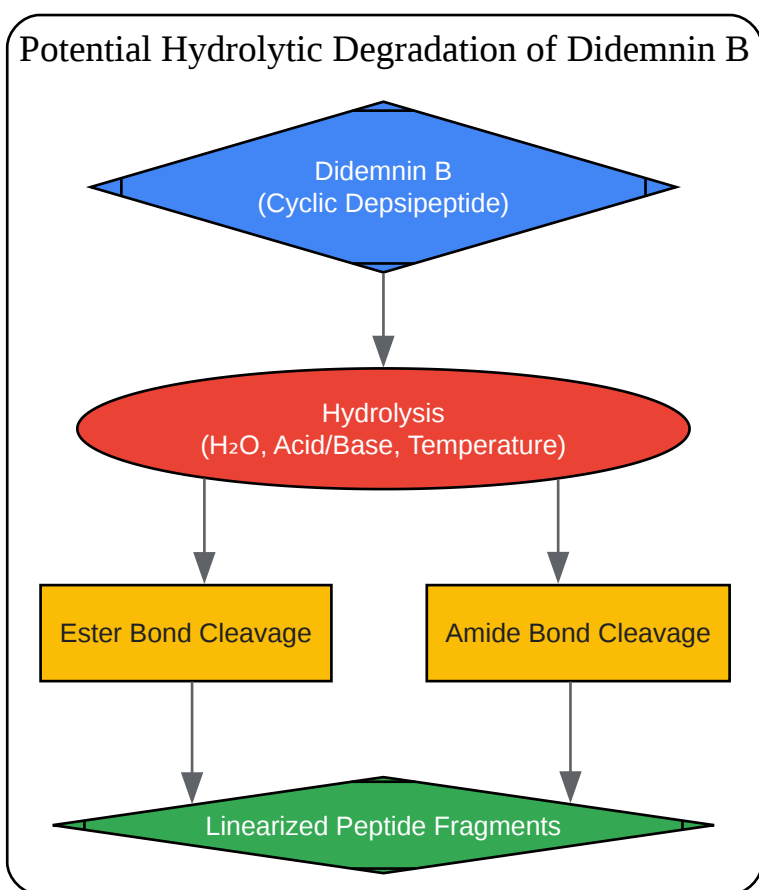 Potential Hydrolytic Degradation of Didemnin B
Didemnin B
(Cyclic Depsipeptide)
Hydrolysis
(H₂O, Acid/Base, Temperature)
Ester Bond Cleavage
Amide Bond Cleavage
Linearized Peptide Fragments